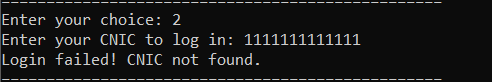 Enter your choice: 2
Enter your CNIC to log in: 1111111111111
Login failed! CNIC not found.